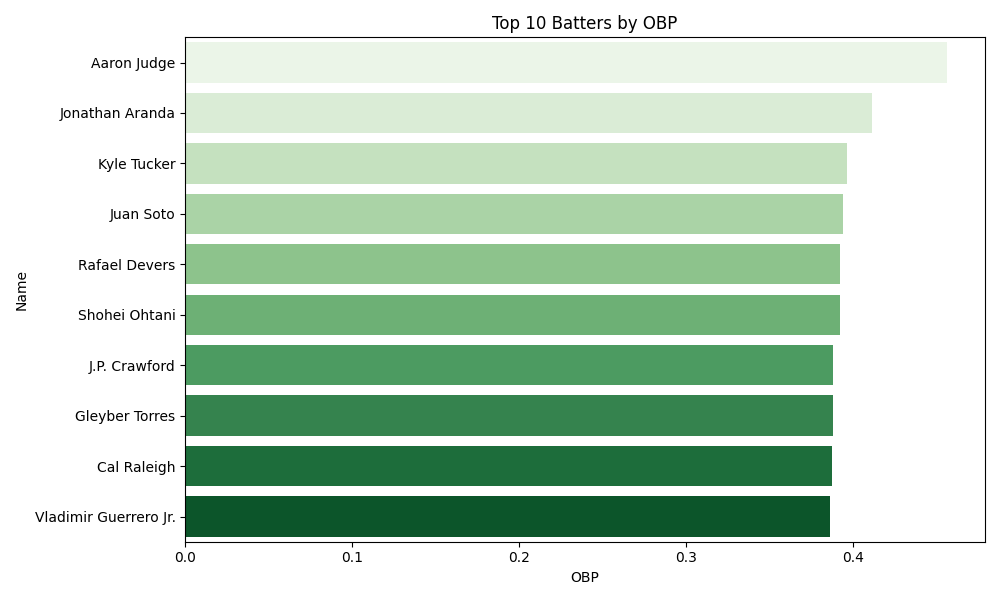 Top 10 Batters by OBP
Name
Aaron Judge
Jonathan Aranda
Kyle Tucker
Juan Soto
Rafael Devers
Shohei Ohtani
J.P. Crawford
Gleyber Torres
Cal Raleigh
Vladimir Guerrero Jr.
0.0 0.1 0.2 0.3 0.4
OBP